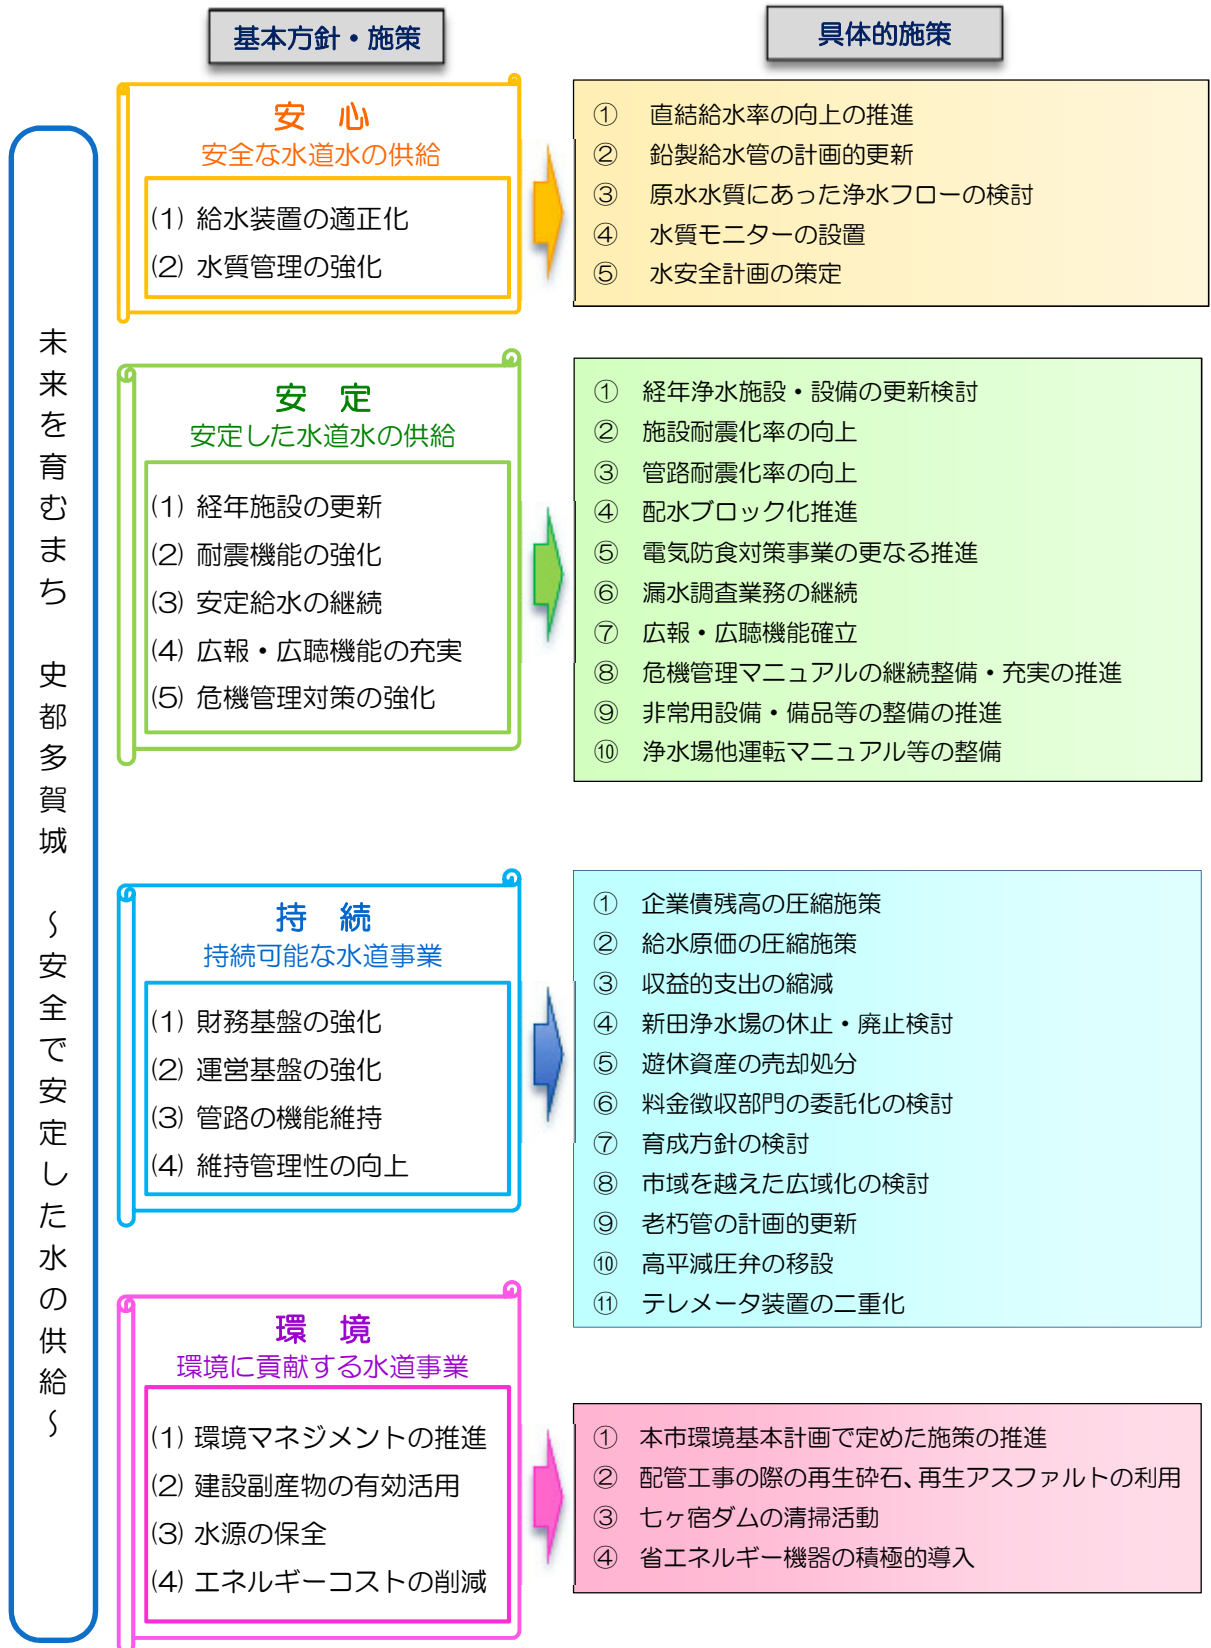 基本方針・施策
具体的施策
未来を育むまち 史都多賀城 ～安全で安定した水の供給～
安 心
安全な水道水の供給
(1) 給水装置の適正化
(2) 水質管理の強化
① 直結給水率の向上の推進
② 鉛製給水管の計画的更新
③ 原水水質にあった浄水フローの検討
④ 水質モニターの設置
⑤ 水安全計画の策定
安 定
安定した水道水の供給
(1) 経年施設の更新
(2) 耐震機能の強化
(3) 安定給水の継続
(4) 広報・広聴機能の充実
(5) 危機管理対策の強化
① 経年浄水施設・設備の更新検討
② 施設耐震化率の向上
③ 管路耐震化率の向上
④ 配水ブロック化推進
⑤ 電気防食対策事業の更なる推進
⑥ 漏水調査業務の継続
⑦ 広報・広聴機能確立
⑧ 危機管理マニュアルの継続整備・充実の推進
⑨ 非常用設備・備品等の整備の推進
⑩ 浄水場他運転マニュアル等の整備
持 続
持続可能な水道事業
(1) 財務基盤の強化
(2) 運営基盤の強化
(3) 管路の機能維持
(4) 維持管理性の向上
① 企業債残高の圧縮施策
② 給水原価の圧縮施策
③ 収益的支出の縮減
④ 新田浄水場の休止・廃止検討
⑤ 遊休資産の売却処分
⑥ 料金徴収部門の委託化の検討
⑦ 育成方針の検討
⑧ 市域を越えた広域化の検討
⑨ 老朽管の計画的更新
⑩ 高平減圧弁の移設
⑪ テレメータ装置の二重化
環 境
環境に貢献する水道事業
(1) 環境マネジメントの推進
(2) 建設副産物の有効活用
(3) 水源の保全
(4) エネルギーコストの削減
① 本市環境基本計画で定めた施策の推進
② 配管工事の際の再生砕石、再生アスファルトの利用
③ 七ヶ宿ダムの清掃活動
④ 省エネルギー機器の積極的導入